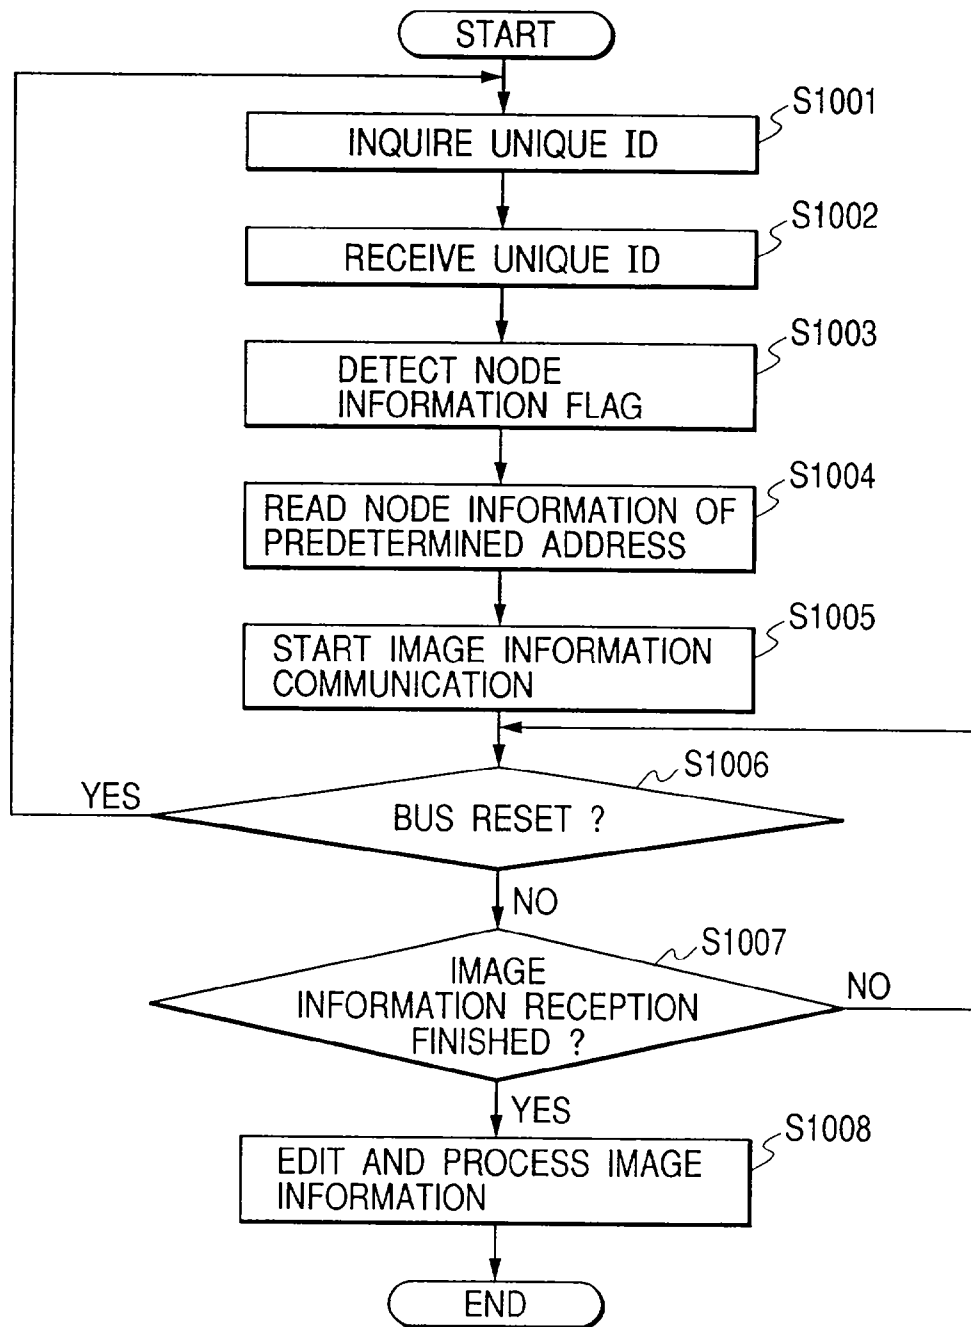 START
S1001
INQUIRE UNIQUE ID
S1002
RECEIVE UNIQUE ID
S1003
DETECT NODE
INFORMATION FLAG
S1004
READ NODE INFORMATION OF
PREDETERMINED ADDRESS
S1005
START IMAGE INFORMATION
COMMUNICATION
S1006
YES
BUS RESET ?
NO
S1007
IMAGE
INFORMATION RECEPTION
FINISHED ?
NO
YES
S1008
EDIT AND PROCESS IMAGE
INFORMATION
END